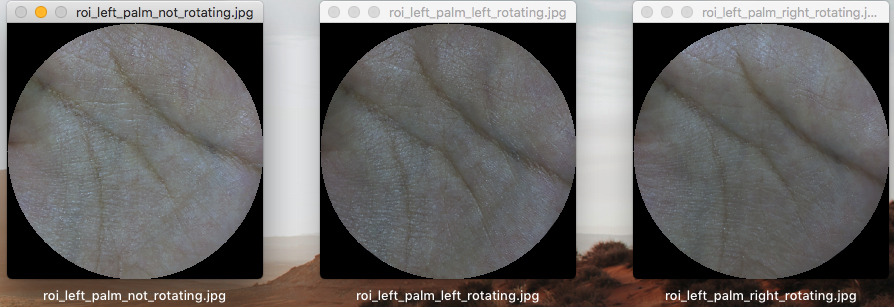 roi_left_palm_not_rotating.jpg
roi_left_palm_left_rotating.jpg
roi_left_palm_right_rotating.j...
roi_left_palm_not_rotating.jpg
roi_left_palm_left_rotating.jpg
roi_left_palm_right_rotating.jpg